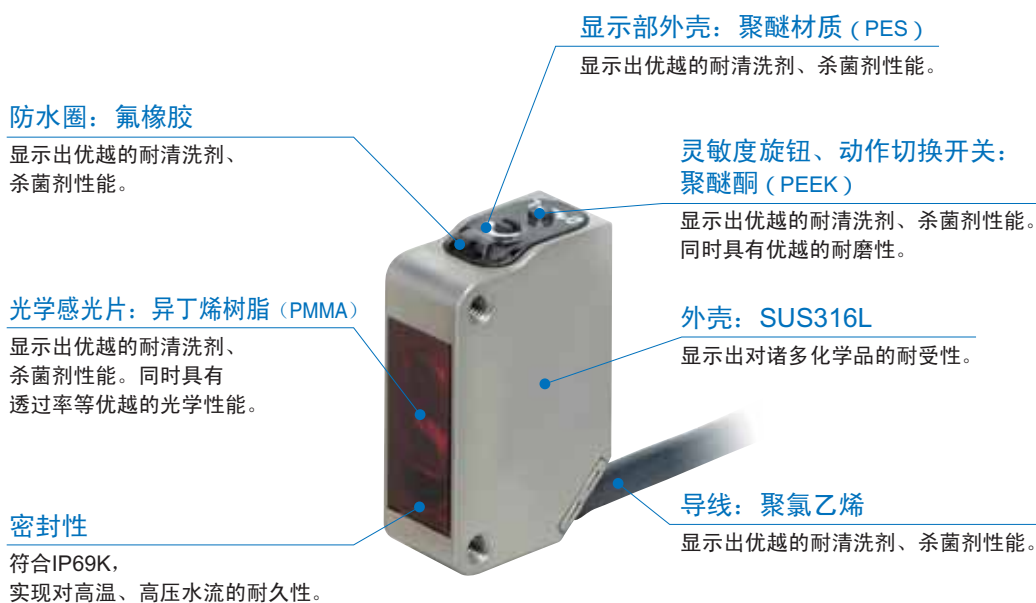 显示部外壳：聚醚材质（PES）
显示出优越的耐清洗剂、杀菌剂性能。
防水圈：氟橡胶
显示出优越的耐清洗剂、
杀菌剂性能。
灵敏度旋钮、动作切换开关：
聚醚酮（PEEK）
显示出优越的耐清洗剂、杀菌剂性能。
同时具有优越的耐磨性。
光学感光片：异丁烯树脂（PMMA）
显示出优越的耐清洗剂、
杀菌剂性能。同时具有
透过率等优越的光学性能。
外壳：SUS316L
显示出对诸多化学品的耐受性。
密封性
符合IP69K，
实现对高温、高压水流的耐久性。
导线：聚氯乙烯
显示出优越的耐清洗剂、杀菌剂性能。